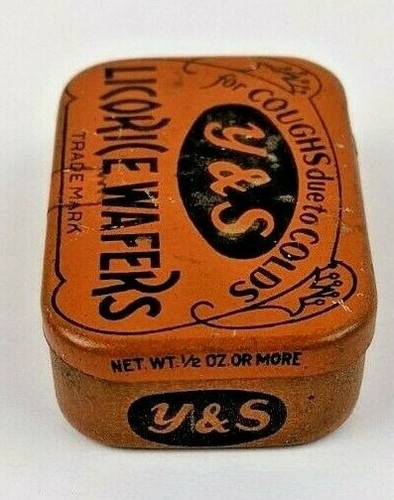 for COUGHS due to COLDS
Y & S
LICORICE WAFERS
TRADE MARK
NET. WT. 1/2 OZ. OR MORE
Y & S